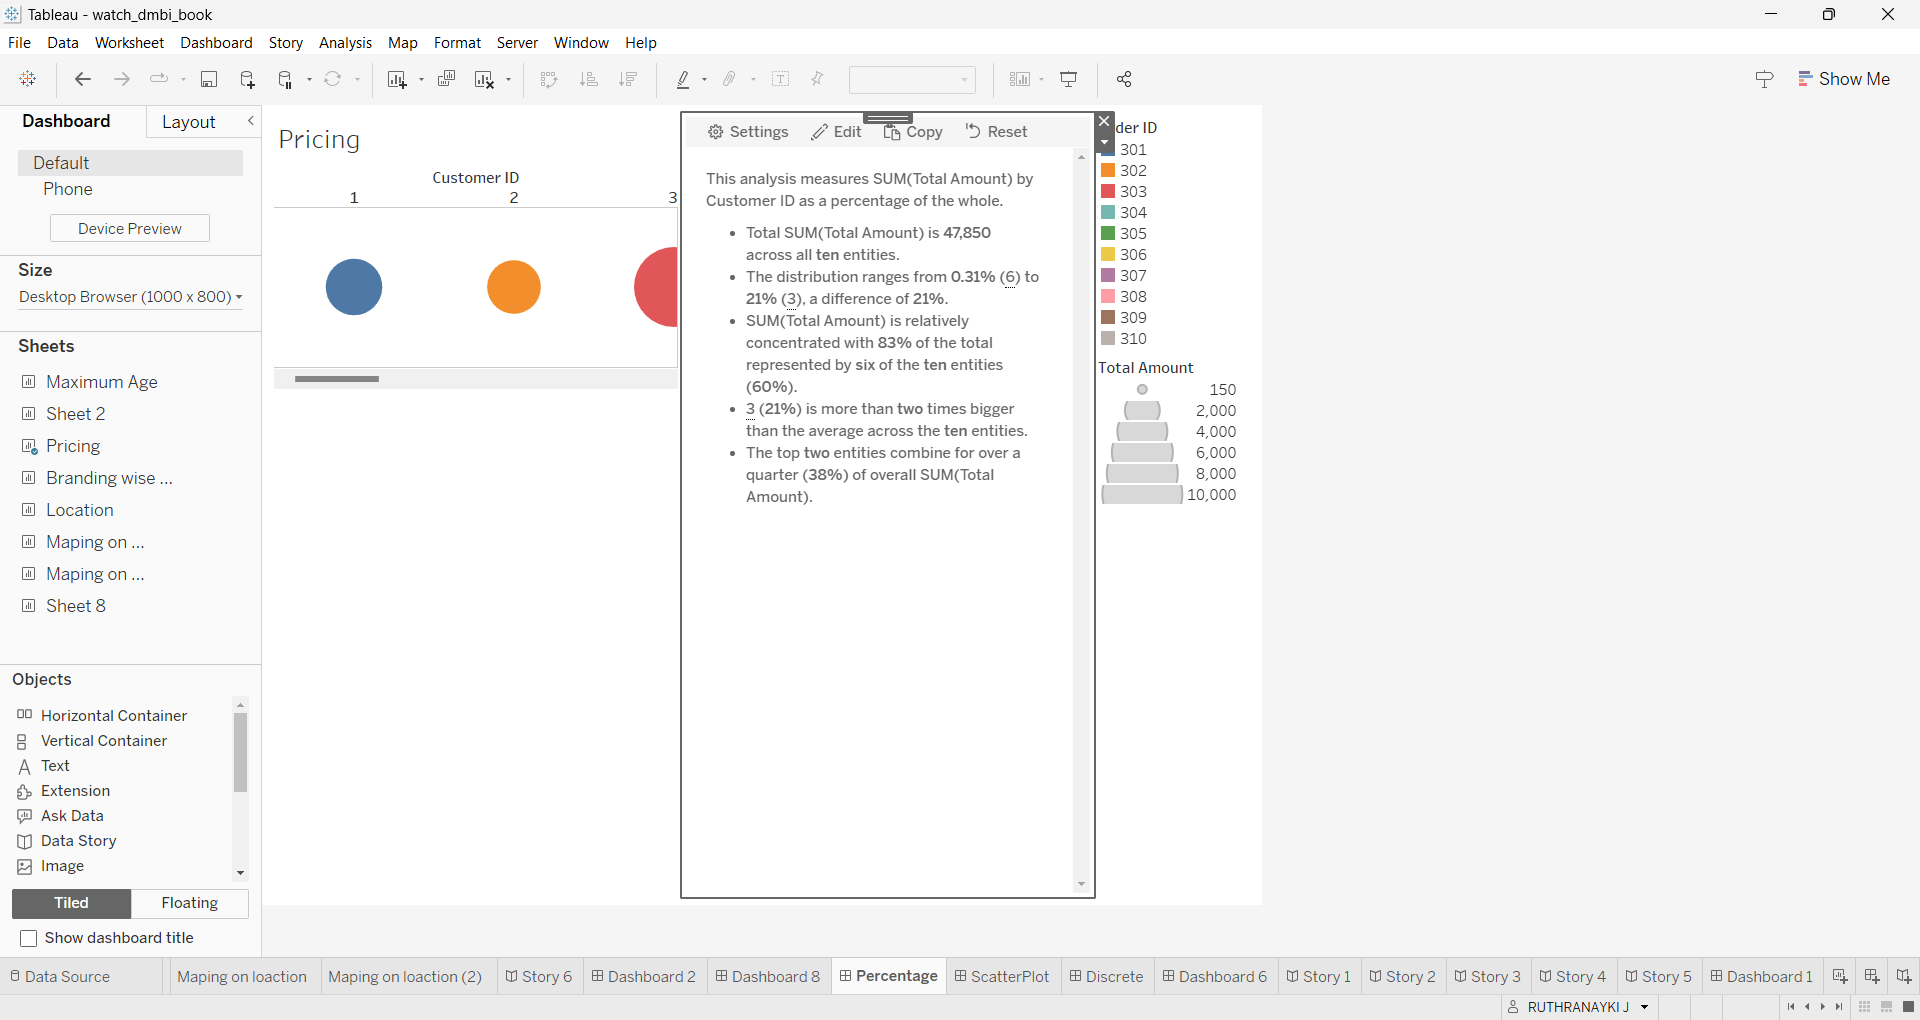 Tableau - watch_dmbi_book
File Data Worksheet Dashboard Story Analysis Map Format Server Window Help
Show Me
Dashboard
Layout
Default
Phone
Device Preview
Size
Desktop Browser (1000 x 800)
Sheets
Maximum Age
Sheet 2
Pricing
Branding wise ...
Location
Maping on ...
Maping on ...
Sheet 8
Objects
Horizontal Container
Vertical Container
Text
Extension
Ask Data
Data Story
Image
Tiled
Floating
Show dashboard title
Pricing
Customer ID
1 2 3
Settings Edit Copy Reset
This analysis measures SUM(Total Amount) by
Customer ID as a percentage of the whole.
• Total SUM(Total Amount) is 47,850
across all ten entities.
• The distribution ranges from 0.31% (6) to
21% (3), a difference of 21%.
• SUM(Total Amount) is relatively
concentrated with 83% of the total
represented by six of the ten entities
(60%).
• 3 (21%) is more than two times bigger
than the average across the ten entities.
• The top two entities combine for over a
quarter (38%) of overall SUM(Total
Amount).
der ID
301
302
303
304
305
306
307
308
309
310
Total Amount
150
2,000
4,000
6,000
8,000
10,000
Data Source Maping on loaction Maping on loaction (2) Story 6 Dashboard 2 Dashboard 8 Percentage ScatterPlot Discrete Dashboard 6 Story 1 Story 2 Story 3 Story 4 Story 5 Dashboard 1
RUTHRANAYKI J